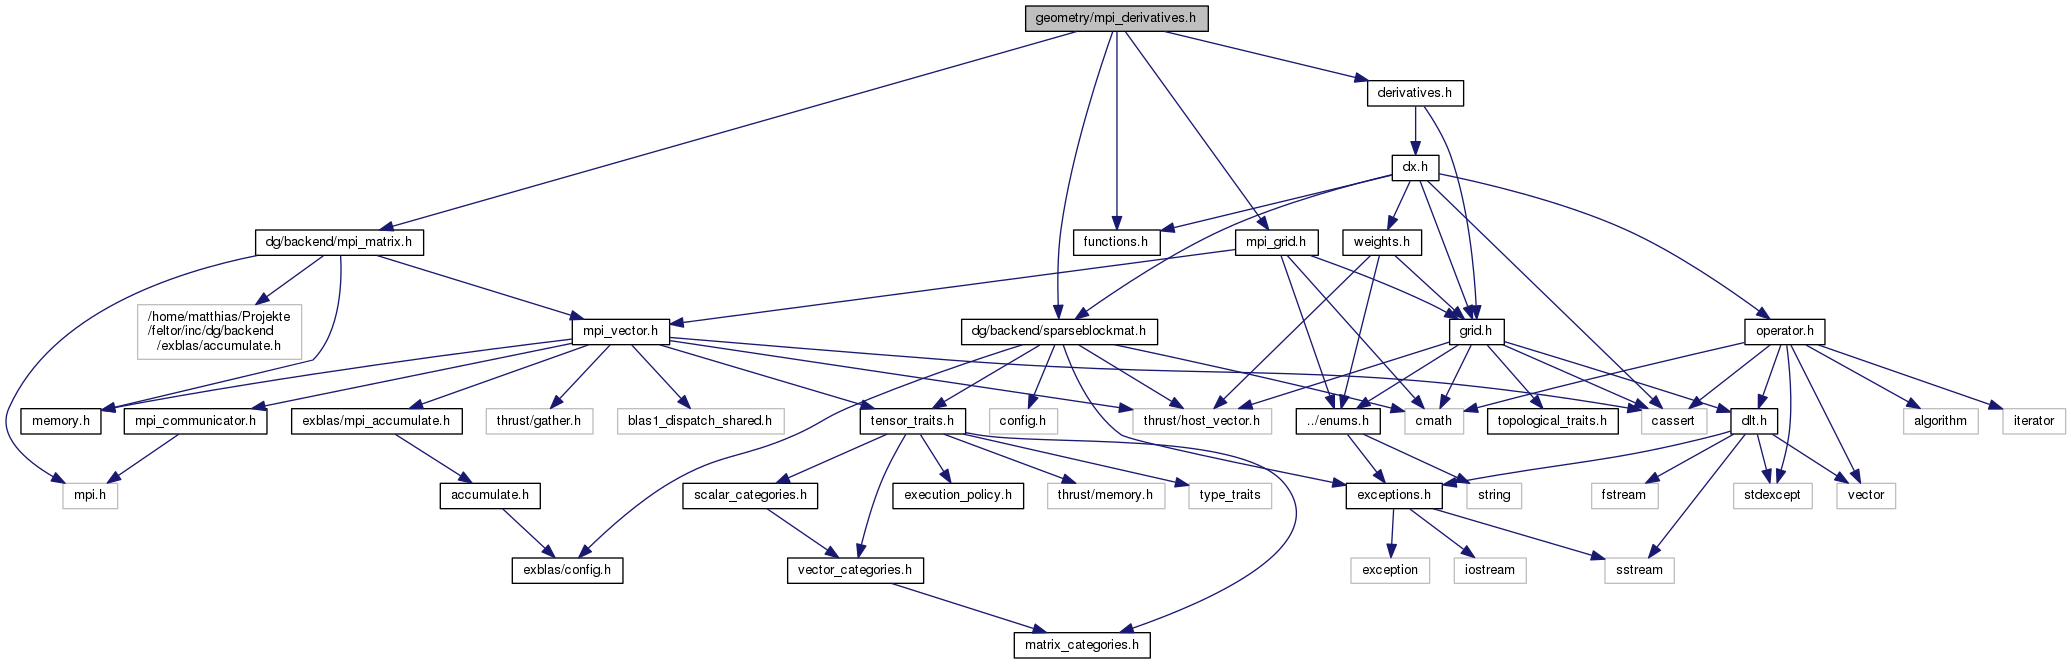 geometry/mpi_derivatives.h
derivatives.h
dx.h
dg/backend/mpi_matrix.h
functions.h
mpi_grid.h
weights.h
/home/matthias/Projekte
/feltor/inc/dg/backend
/exblas/accumulate.h
mpi_vector.h
dg/backend/sparseblockmat.h
grid.h
operator.h
memory.h
mpi_communicator.h
exblas/mpi_accumulate.h
thrust/gather.h
blas1_dispatch_shared.h
tensor_traits.h
config.h
thrust/host_vector.h
../enums.h
cmath
topological_traits.h
cassert
dlt.h
algorithm
iterator
mpi.h
accumulate.h
scalar_categories.h
execution_policy.h
thrust/memory.h
type_traits
exceptions.h
string
fstream
stdexcept
vector
exblas/config.h
vector_categories.h
exception
iostream
sstream
matrix_categories.h